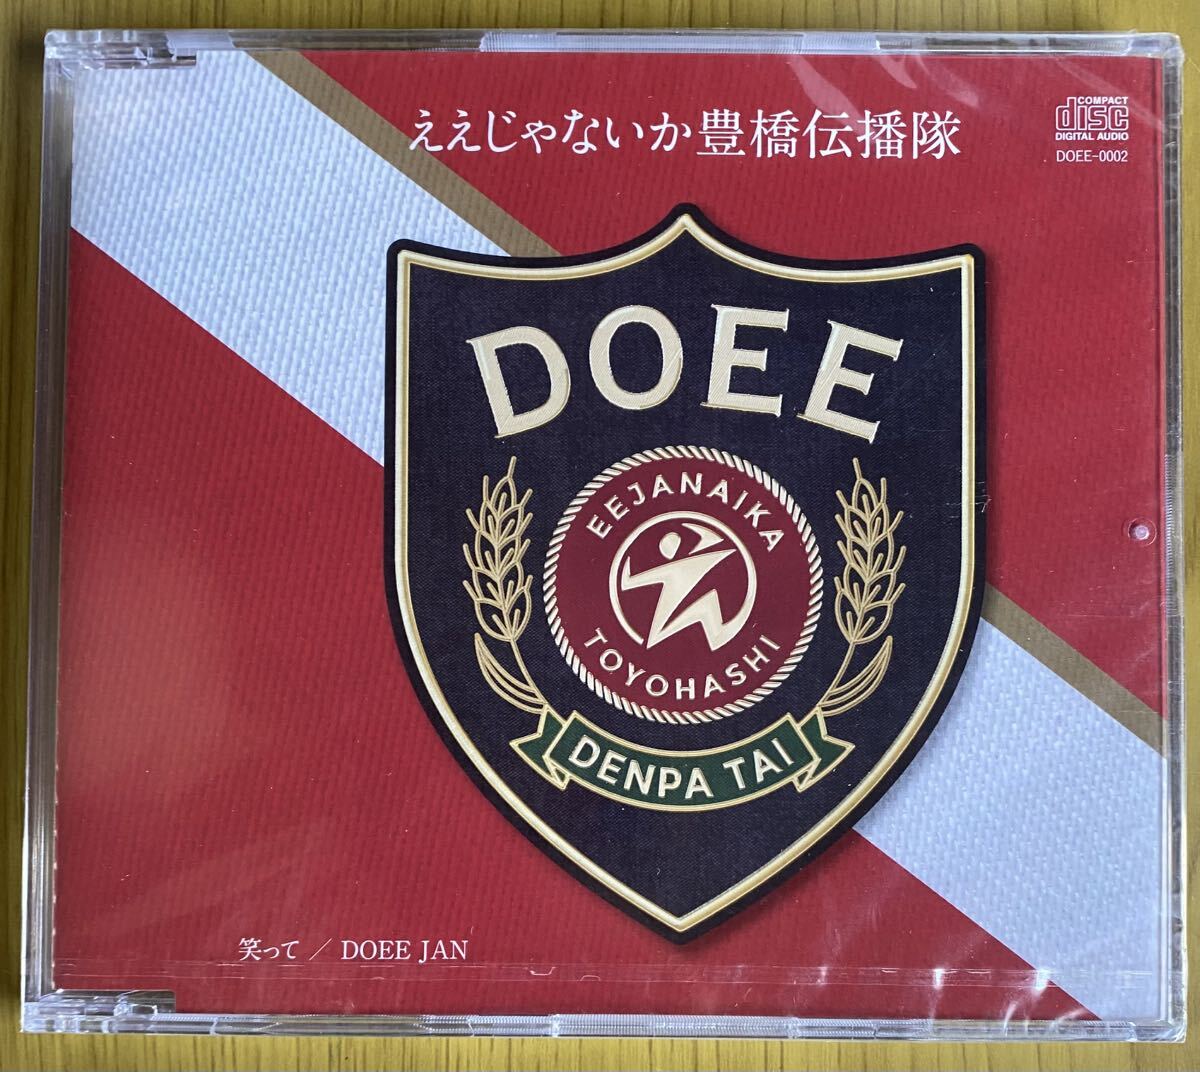 ええじゃないか豊橋伝播隊
COMPACT
disc
DIGITAL AUDIO
DOEE-0002
DOEE
EEJANAIKA
TOYOHASHI
DENPA TAI
笑って / DOEE JAN